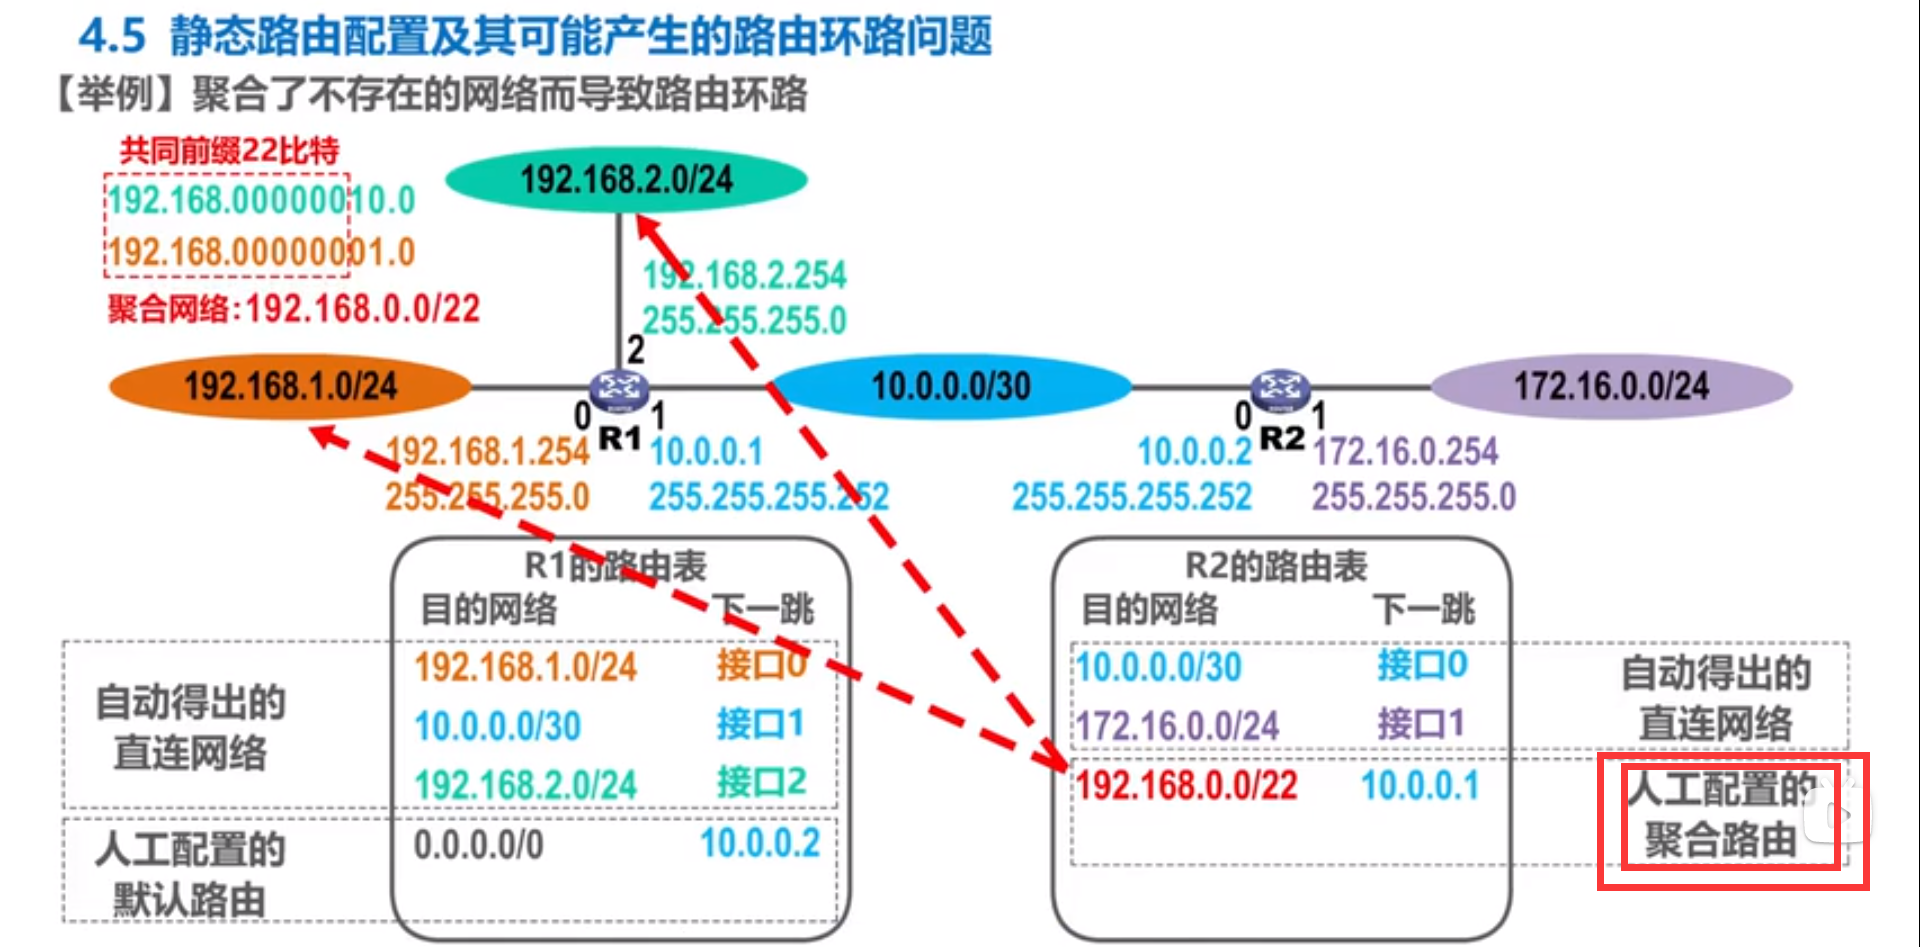 4.5 静态路由配置及其可能产生的路由环路问题
【举例】聚合了不存在的网络而导致路由环路
共同前缀22比特
192.168.00000010.0
192.168.00000001.0
聚合网络:192.168.0.0/22
192.168.2.0/24
192.168.2.254
255.255.255.0
2
192.168.1.0/24
10.0.0.0/30
172.16.0.0/24
0
R1
1
0
R2
1
192.168.1.254
255.255.255.0
10.0.0.1
255.255.255.252
10.0.0.2
255.255.255.252
172.16.0.254
255.255.255.0
R1的路由表
目的网络 下一跳
192.168.1.0/24 接口0
10.0.0.0/30 接口1
192.168.2.0/24 接口2
0.0.0.0/0 10.0.0.2
自动得出的
直连网络
人工配置的
默认路由
R2的路由表
目的网络 下一跳
10.0.0.0/30 接口0
172.16.0.0/24 接口1
192.168.0.0/22 10.0.0.1
自动得出的
直连网络
人工配置的
聚合路由